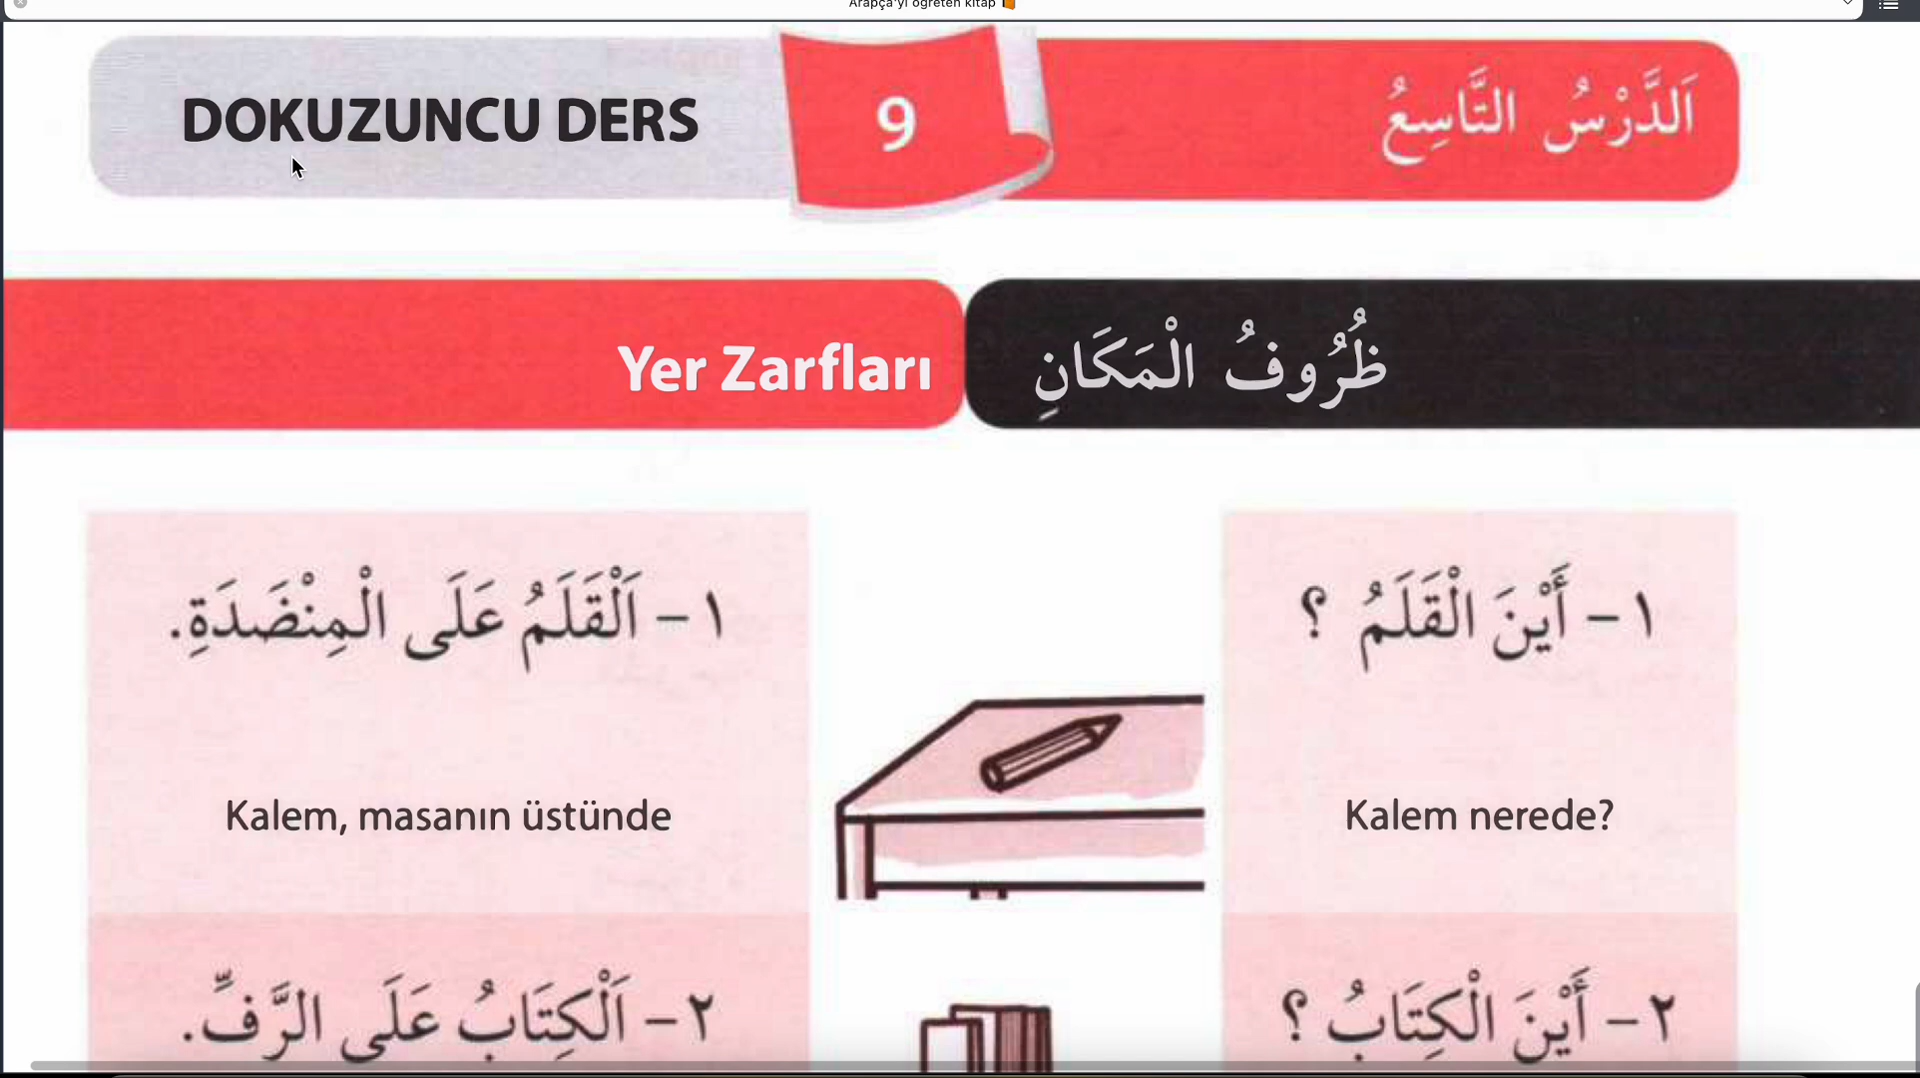 Arapça'yı öğreten kitap
DOKUZUNCU DERS
9
اَلدَّرْسُ التَّاسِعُ
Yer Zarfları
ظُرُوفُ الْمَكَانِ
١ – أَيْنَ الْقَلَمُ ؟
Kalem nerede?
١ – اَلْقَلَمُ عَلَى الْمِنْضَدَةِ.
Kalem, masanın üstünde
٢ – أَيْنَ الْكِتَابُ ؟
٢ – اَلْكِتَابُ عَلَى الرَّفِّ.